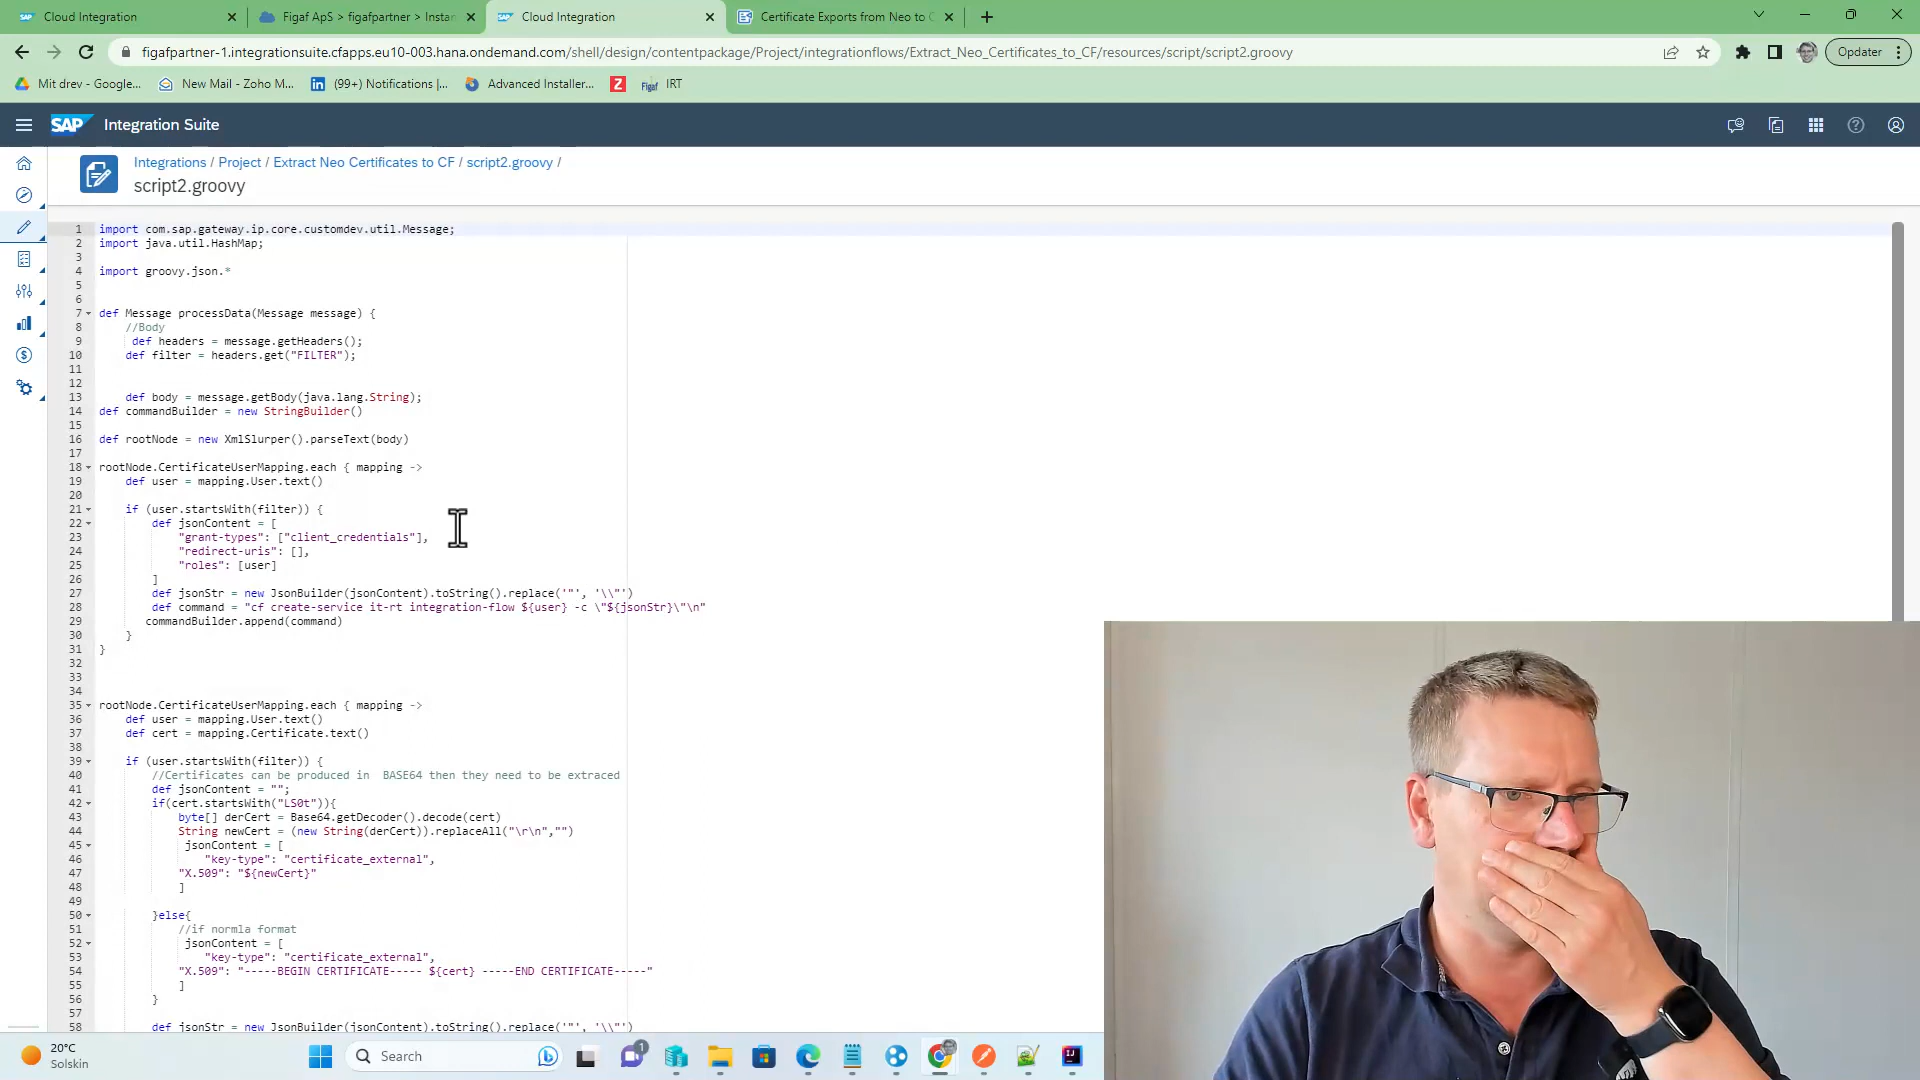 Cloud Integration
Figaf ApS > figafpartner > Instan
Cloud Integration
Certificate Exports from Neo to C
figafpartner-1.integrationsuite.cfapps.eu10-003.hana.ondemand.com/shell/design/contentpackage/Project/integrationflows/Extract_Neo_Certificates_to_CF/resources/script/script2.groovy
Opdater
Mit drev - Google...
New Mail - Zoho M...
(99+) Notifications |...
Advanced Installer...
Z
Figaf
IRT
SAP
Integration Suite
Integrations / Project / Extract Neo Certificates to CF / script2.groovy /
script2.groovy
1 import com.sap.gateway.ip.core.customdev.util.Message;
2 import java.util.HashMap;
3
4 import groovy.json.*
5
6
7 def Message processData(Message message) {
8 //Body
9 def headers = message.getHeaders();
10 def filter = headers.get("FILTER");
11
12
13 def body = message.getBody(java.lang.String);
14 def commandBuilder = new StringBuilder()
15
16 def rootNode = new XmlSlurper().parseText(body)
17
18 rootNode.CertificateUserMapping.each { mapping ->
19 def user = mapping.User.text()
20
21 if (user.startsWith(filter)) {
22 def jsonContent = [
23 "grant-types": ["client_credentials"],
24 "redirect-uris": [],
25 "roles": [user]
26 ]
27 def jsonStr = new JsonBuilder(jsonContent).toString().replace('"', '\\"')
28 def command = "cf create-service it-rt integration-flow ${user} -c \"${jsonStr}\"\n"
29 commandBuilder.append(command)
30 }
31 }
32
33
34
35 rootNode.CertificateUserMapping.each { mapping ->
36 def user = mapping.User.text()
37 def cert = mapping.Certificate.text()
38
39 if (user.startsWith(filter)) {
40 //Certificates can be produced in  BASE64 then they need to be extraced
41 def jsonContent = "";
42 if(cert.startsWith("LS0t")){
43 byte[] derCert = Base64.getDecoder().decode(cert)
44 String newCert = (new String(derCert)).replaceAll("\r\n","")
45 jsonContent = [
46 "key-type": "certificate_external",
47 "X.509": "${newCert}"
48 ]
49
50 }else{
51 //if normla format
52 jsonContent = [
53 "key-type": "certificate_external",
54 "X.509": "-----BEGIN CERTIFICATE----- ${cert} -----END CERTIFICATE-----"
55 ]
56 }
57
58 def jsonStr = new JsonBuilder(jsonContent).toString().replace('"', '\\"')
20°C
Solskin
Search
1